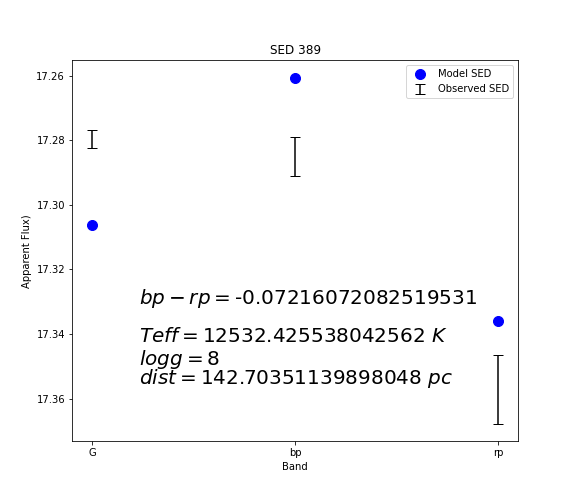 SED 389
17.26
17.28
17.30
17.32
17.34
17.36
Apparent Flux)
Model SED
Observed SED
bp − rp = -0.07216072082519531
Teff = 12532.425538042562 K
logg = 8
dist = 142.70351139898048 pc
G bp rp
Band